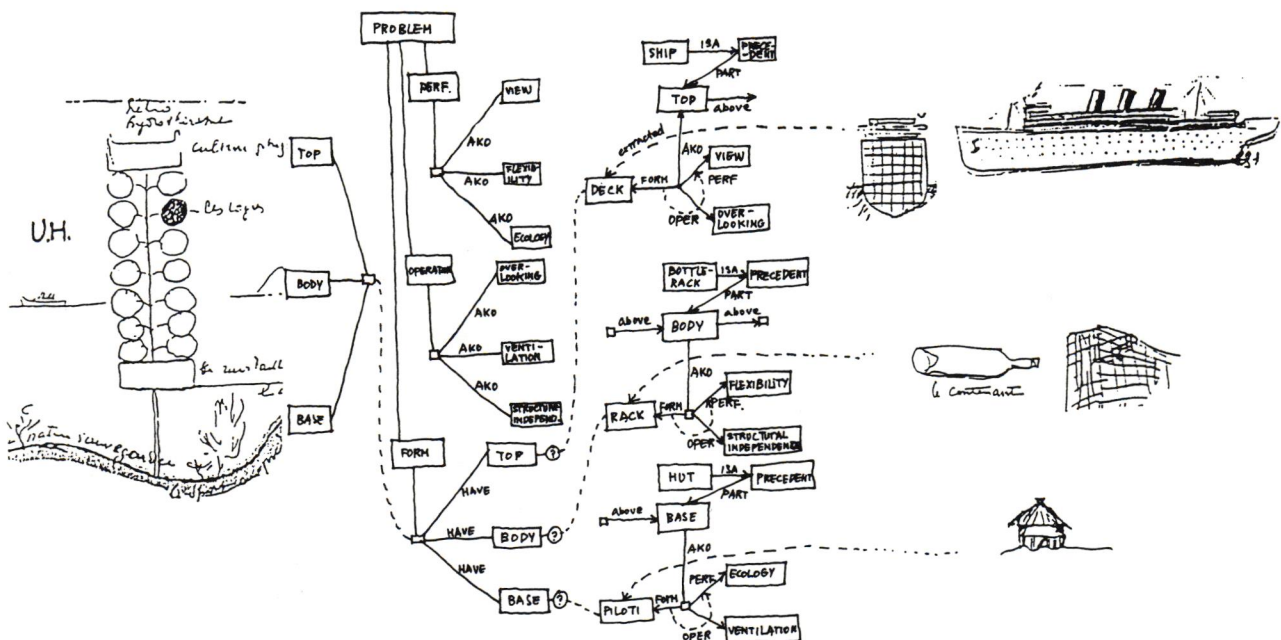 U.H.
les loges
TOP
BODY
BASE
PROBLEM
PERF.
VIEW
AKO
AKO
FLEXIBILITY
AKO
ECOLOGY
OPERATOR
OVER-
LOOKING
AKO
AKO
VENTI-
LATION
AKO
STRUCTURE
INDEPEND.
FORM
HAVE
TOP
?
HAVE
BODY
?
HAVE
BASE
?
SHIP
ISA
PRECE-
DENT
PART
TOP
above
extracted
AKO
VIEW
DECK
FORM
PERF
OPER
OVER-
LOOKING
BOTTLE-
RACK
ISA
PRECEDENT
PART
above
BODY
above
AKO
FLEXIBILITY
RACK
FORM
PERF.
OPER
STRUCTURAL
INDEPENDENCE
HUT
ISA
PRECEDENT
PART
above
BASE
AKO
PERF
ECOLOGY
PILOTI
FORM
OPER
VENTILATION
le contenant